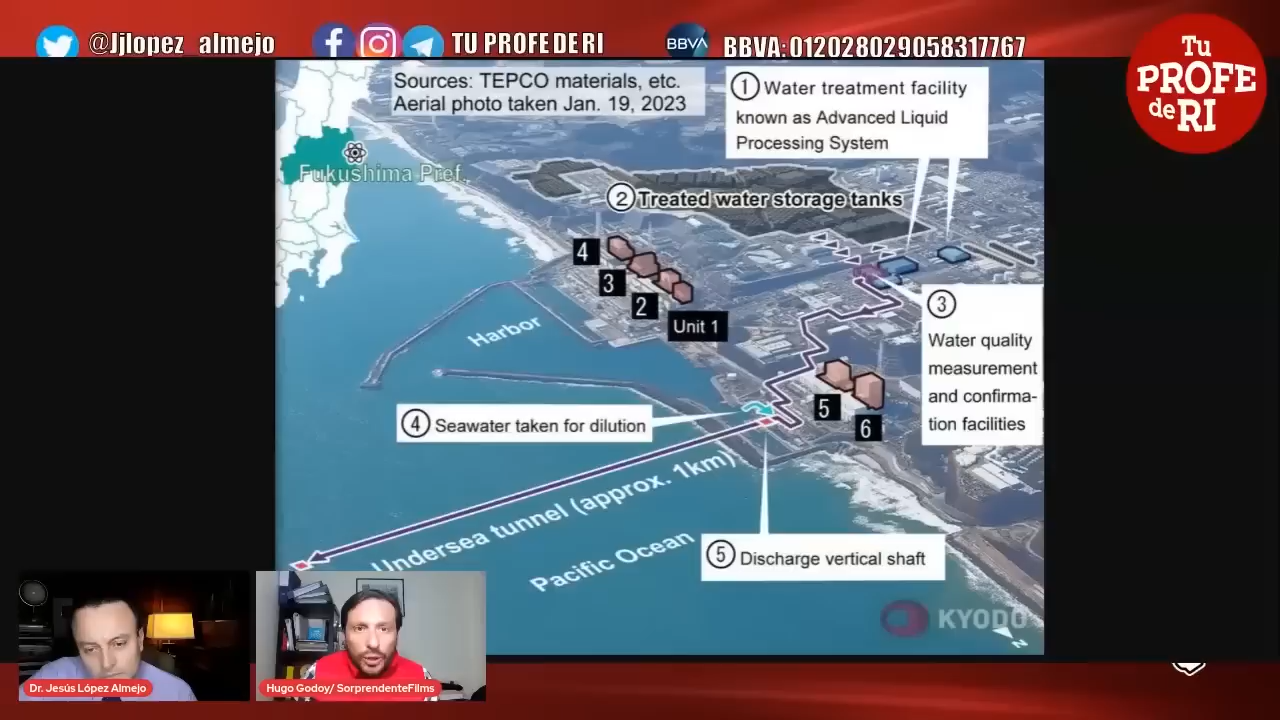 @Jjlopez_almejo
TU PROFE DE RI
BBVA
BBVA: 012028029058317767
Tu
PROFE
de RI
Sources: TEPCO materials, etc.
Aerial photo taken Jan. 19, 2023
1 Water treatment facility
known as Advanced Liquid
Processing System
Fukushima Pref.
2 Treated water storage tanks
4
3
2
Unit 1
Harbor
3
Water quality
measurement
and confirma-
tion facilities
5
6
4 Seawater taken for dilution
Undersea tunnel (approx. 1km)
Pacific Ocean
5 Discharge vertical shaft
KYODO
N
Dr. Jesús López Almejo
Hugo Godoy/ SorprendenteFilms